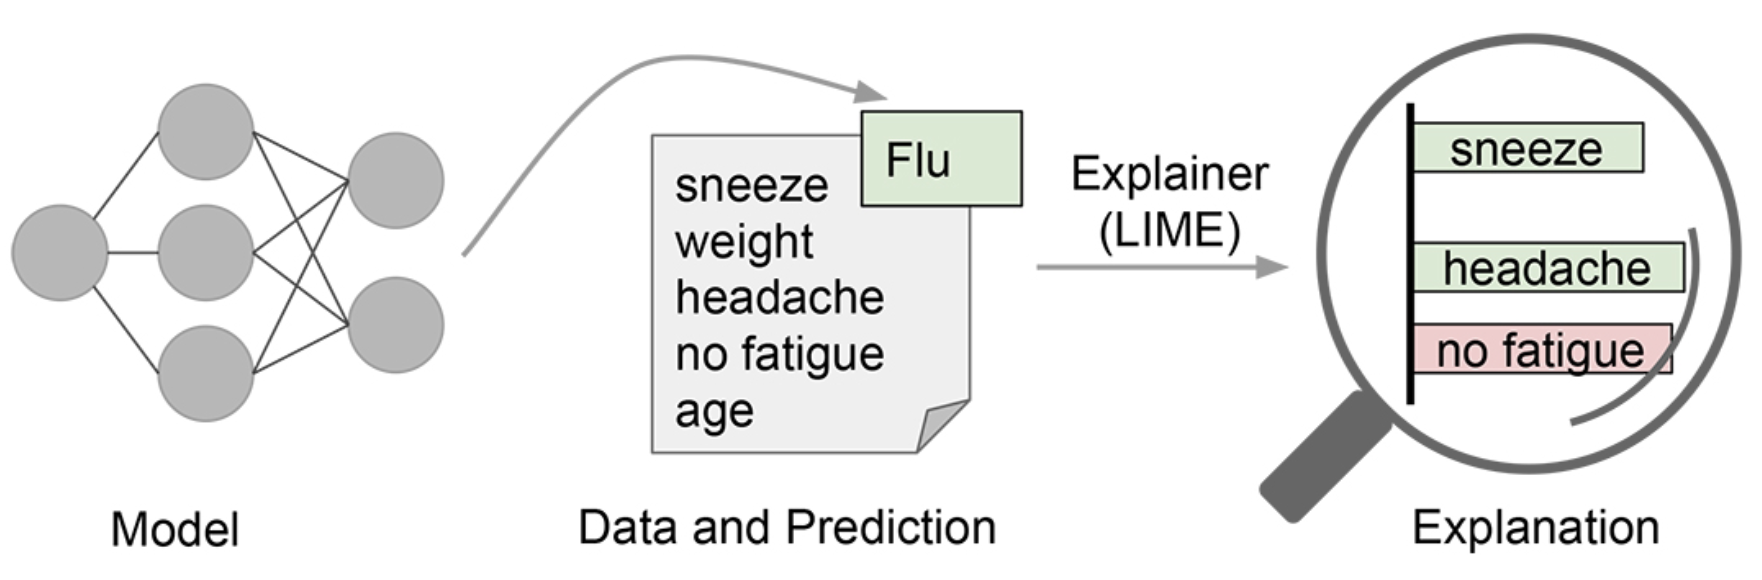 Flu
sneeze
weight
headache
no fatigue
age
Explainer
(LIME)
sneeze
headache
no fatigue
Model
Data and Prediction
Explanation